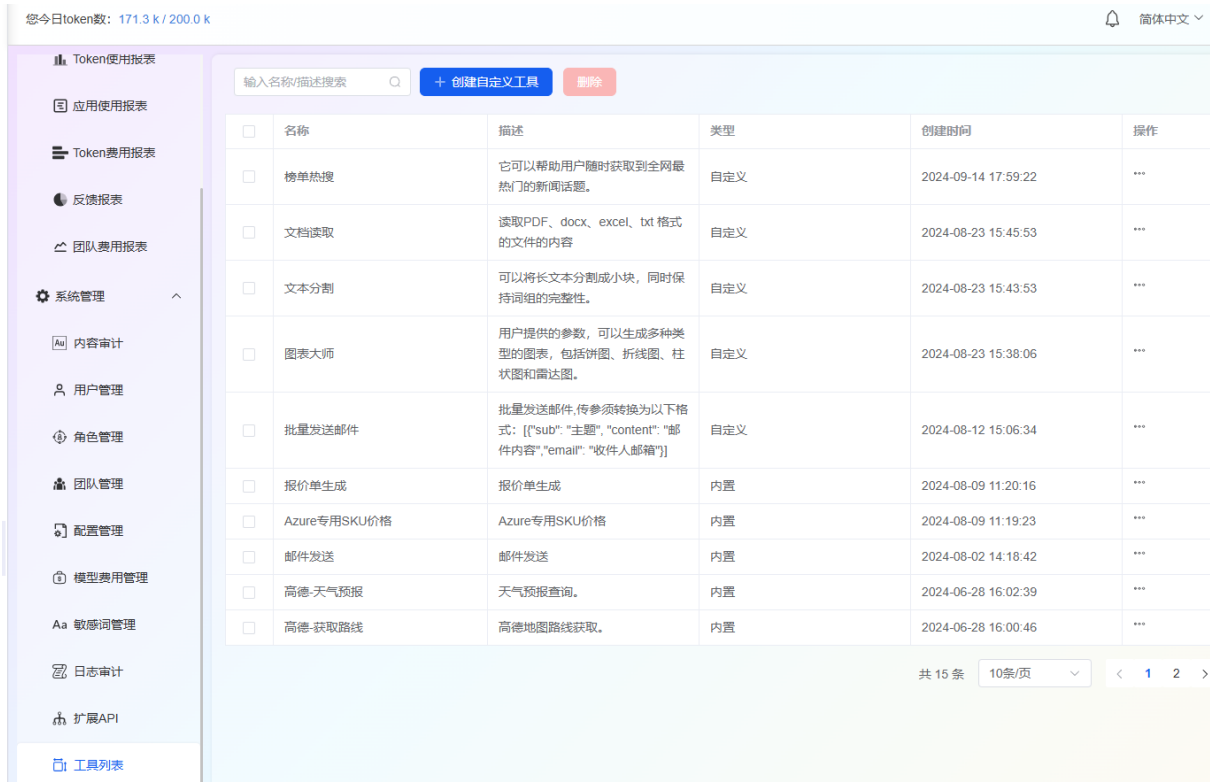 您今日token数：171.3 k / 200.0 k
简体中文
Token使用报表
应用使用报表
Token费用报表
反馈报表
团队费用报表
系统管理
Au 内容审计
用户管理
角色管理
团队管理
配置管理
模型费用管理
Aa 敏感词管理
日志审计
扩展API
工具列表
输入名称/描述搜索
+ 创建自定义工具
删除
名称 描述 类型 创建时间 操作
榜单热搜 它可以帮助用户随时获取到全网最 自定义 2024-09-14 17:59:22 •••
热门的新闻话题。
文档读取 读取PDF、docx、excel、txt 格式 自定义 2024-08-23 15:45:53 •••
的文件的内容
文本分割 可以将长文本分割成小块，同时保 自定义 2024-08-23 15:43:53 •••
持词组的完整性。
图表大师 用户提供的参数，可以生成多种类 自定义 2024-08-23 15:38:06 •••
型的图表，包括饼图、折线图、柱
状图和雷达图。
批量发送邮件 批量发送邮件,传参须转换为以下格 自定义 2024-08-12 15:06:34 •••
式：[{"sub": "主题", "content": "邮
件内容","email": "收件人邮箱"}]
报价单生成 报价单生成 内置 2024-08-09 11:20:16 •••
Azure专用SKU价格 Azure专用SKU价格 内置 2024-08-09 11:19:23 •••
邮件发送 邮件发送 内置 2024-08-02 14:18:42 •••
高德-天气预报 天气预报查询。 内置 2024-06-28 16:02:39 •••
高德-获取路线 高德地图路线获取。 内置 2024-06-28 16:00:46 •••
共 15 条 10条/页 < 1 2 >